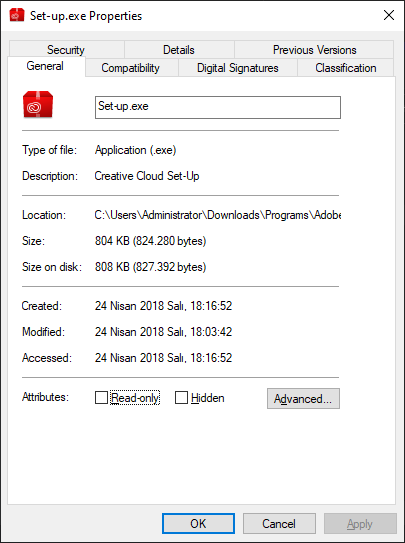 Set-up.exe Properties
Security Details Previous Versions
General Compatibility Digital Signatures Classification
Set-up.exe
Type of file: Application (.exe)
Description: Creative Cloud Set-Up
Location: C:\Users\Administrator\Downloads\Programs\Adobe
Size: 804 KB (824.280 bytes)
Size on disk: 808 KB (827.392 bytes)
Created: 24 Nisan 2018 Salı, 18:16:52
Modified: 24 Nisan 2018 Salı, 18:03:42
Accessed: 24 Nisan 2018 Salı, 18:16:52
Attributes: Read-only Hidden Advanced...
OK Cancel Apply